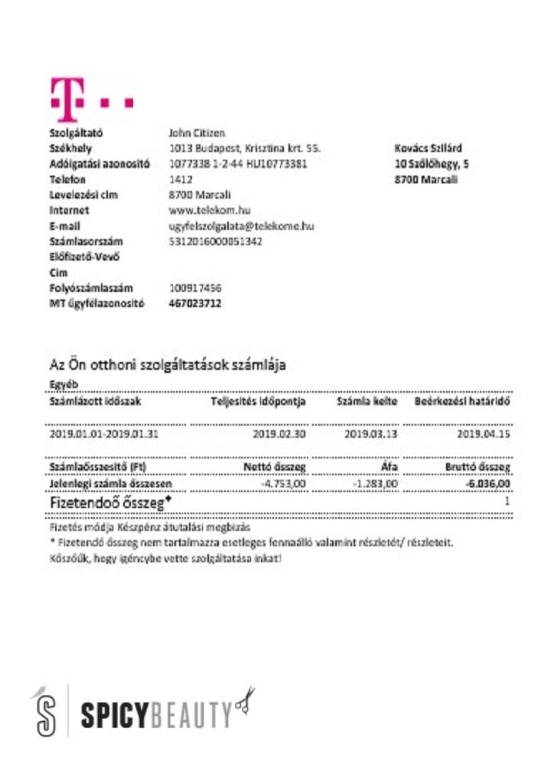 T
Szolgáltató John Citizen
Székhely 1013 Budapest, Krisztina krt. 55. Kovács Szilárd
Adóigatási azonosító 1077338 1-2-44 HU10773381 10 Szőlőhegy, 5
Telefon 1412 8700 Marcali
Levelezési cím 8700 Marcali
Internet www.telekom.hu
E-mail ugyfelszolgalata@telekome.hu
Számlasorszám 5312016000051342
Előfizető-Vevő
Cím
Folyószámlaszám 100917456
MT ügyfélazonosító 467023712
Az Ön otthoni szolgáltatások számlája
Egyéb
Számlázott időszak Teljesítés időpontja Számla kelte Beérkezési határidő
2019.01.01-2019.01.31 2019.02.30 2019.03.13 2019.04.15
Számlaösszesítő (Ft) Nettó összeg Áfa Bruttó összeg
Jelenlegi számla összesen -4.753,00 -1.283,00 -6.036,00
Fizetendoő összeg* 1
Fizetés módja Készpénz átutalási megbízás
* Fizetendő összeg nem tartalmazza esetleges fennaálló valamint részletét/ részleteit.
Köszőük, hogy igéncybe vette szolgáltatása inkat!
S SPICYBEAUTY